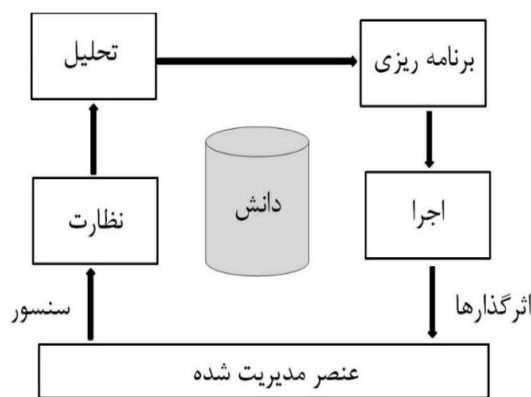 تحلیل
برنامه ریزی
دانش
نظارت
اجرا
سنسور
اثرگذارها
عنصر مدیریت شده